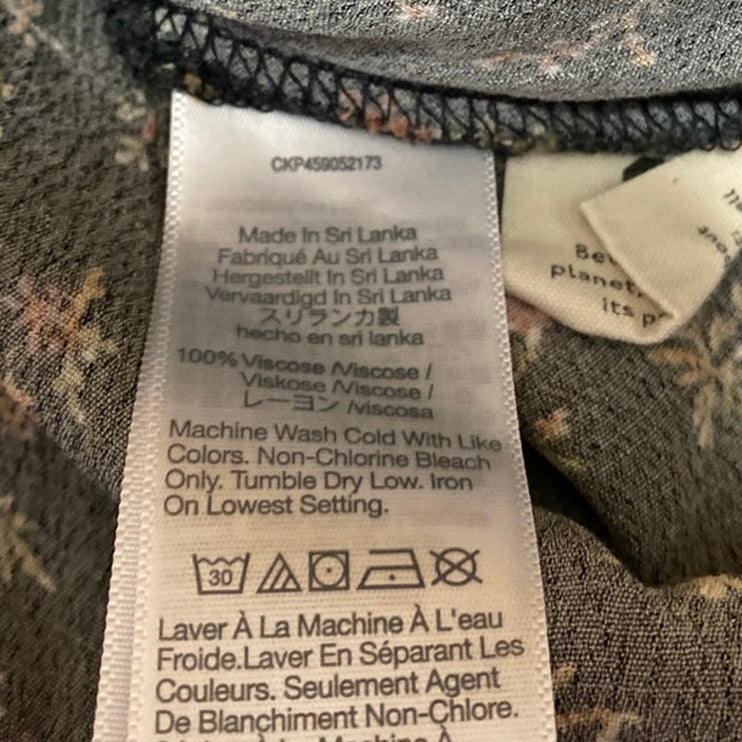 CKP459052173
Made In Sri Lanka
Fabriqué Au Sri Lanka
Hergestellt In Sri Lanka
Vervaardigd In Sri Lanka
スリランカ製
hecho en sri lanka
100% Viscose /Viscose /
Viskose /Viscose /
レーヨン /viscosa
Machine Wash Cold With Like
Colors. Non-Chlorine Bleach
Only. Tumble Dry Low. Iron
On Lowest Setting.
30
Laver À La Machine À L'eau
Froide.Laver En Séparant Les
Couleurs. Seulement Agent
De Blanchiment Non-Chlore.
planet,
its